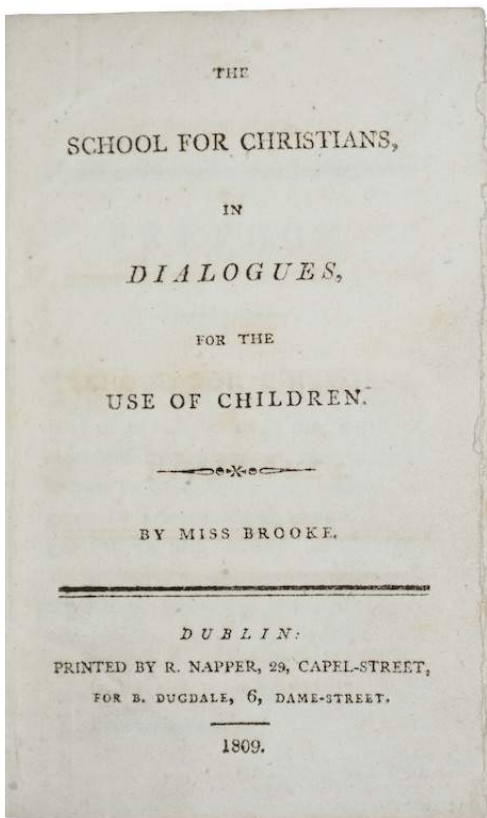 THE
SCHOOL FOR CHRISTIANS,
IN
DIALOGUES,
FOR THE
USE OF CHILDREN.
BY MISS BROOKE.
DUBLIN:
PRINTED BY R. NAPPER, 29, CAPEL-STREET,
FOR B. DUGDALE, 6, DAME-STREET.
1809.